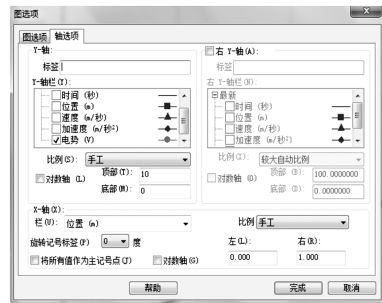 图选项
图选项 轴选项
Y-轴: 右 Y-轴(A):
标签 标签
Y-轴栏(Y): 右 Y-轴栏(N):
时间 (秒) 日最新
位置 (m) 时间 (秒)
速度 (m/秒) 位置 (m)
加速度 (m/秒²) 速度 (m/秒)
电势 (V) 加速度 (m/秒²)
比例(S): 手工 比例(I): 较大自动比例
对数轴 (L) 顶部(T): 10 对数轴 (O) 顶部 (D): 100.0000000
底部(M): 0 底部 (B): 0.0000000
X-轴(X):
栏(U): 位置 (m) 比例 手工
旋转记号标签(P) 0 度 左(L): 右(R):
将所有值作为主记号点(J) 对数轴(G) 0.000 1.000
帮助 完成 取消